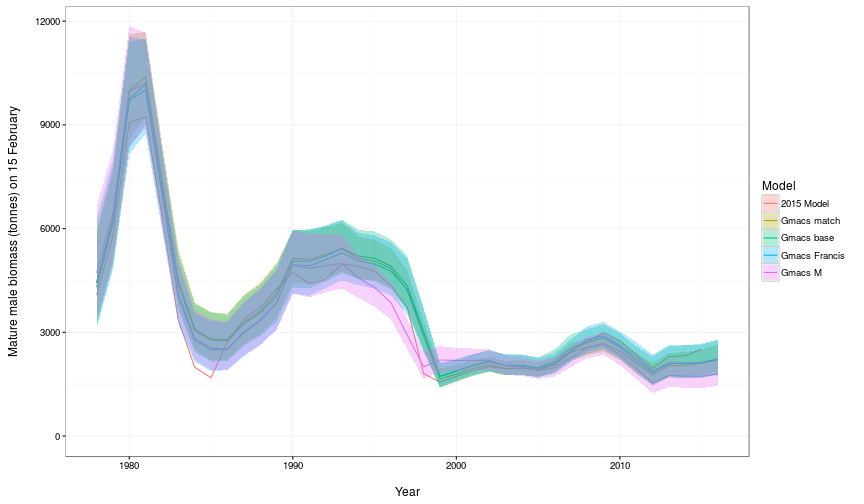 12000
9000
6000
3000
0
Mature male biomass (tonnes) on 15 February
1980
1990
2000
2010
Year
Model
2015 Model
Gmacs match
Gmacs base
Gmacs Francis
Gmacs M